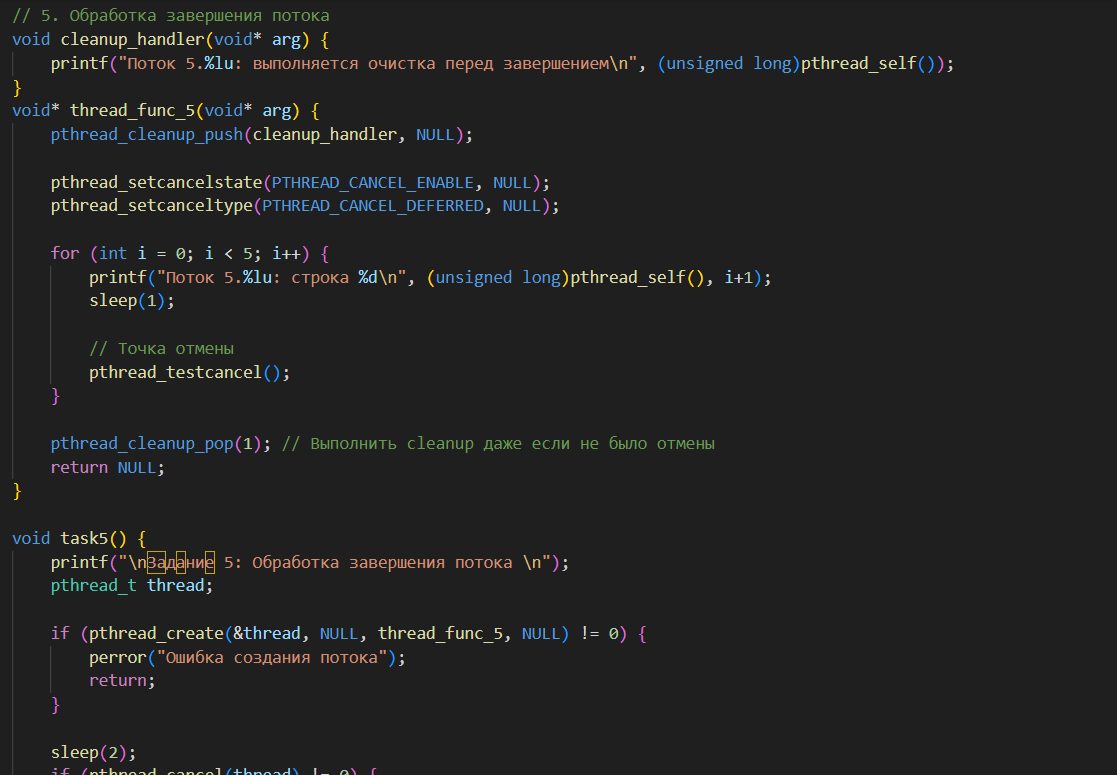 // 5. Обработка завершения потока
void cleanup_handler(void* arg) {
printf("Поток 5.%lu: выполняется очистка перед завершением\n", (unsigned long)pthread_self());
}
void* thread_func_5(void* arg) {
pthread_cleanup_push(cleanup_handler, NULL);
pthread_setcancelstate(PTHREAD_CANCEL_ENABLE, NULL);
pthread_setcanceltype(PTHREAD_CANCEL_DEFERRED, NULL);
for (int i = 0; i < 5; i++) {
printf("Поток 5.%lu: строка %d\n", (unsigned long)pthread_self(), i+1);
sleep(1);
// Точка отмены
pthread_testcancel();
}
pthread_cleanup_pop(1); // Выполнить cleanup даже если не было отмены
return NULL;
}
void task5() {
printf("\nЗадание 5: Обработка завершения потока \n");
pthread_t thread;
if (pthread_create(&thread, NULL, thread_func_5, NULL) != 0) {
perror("Ошибка создания потока");
return;
}
sleep(2);
if (pthread_cancel(thread) != 0) {